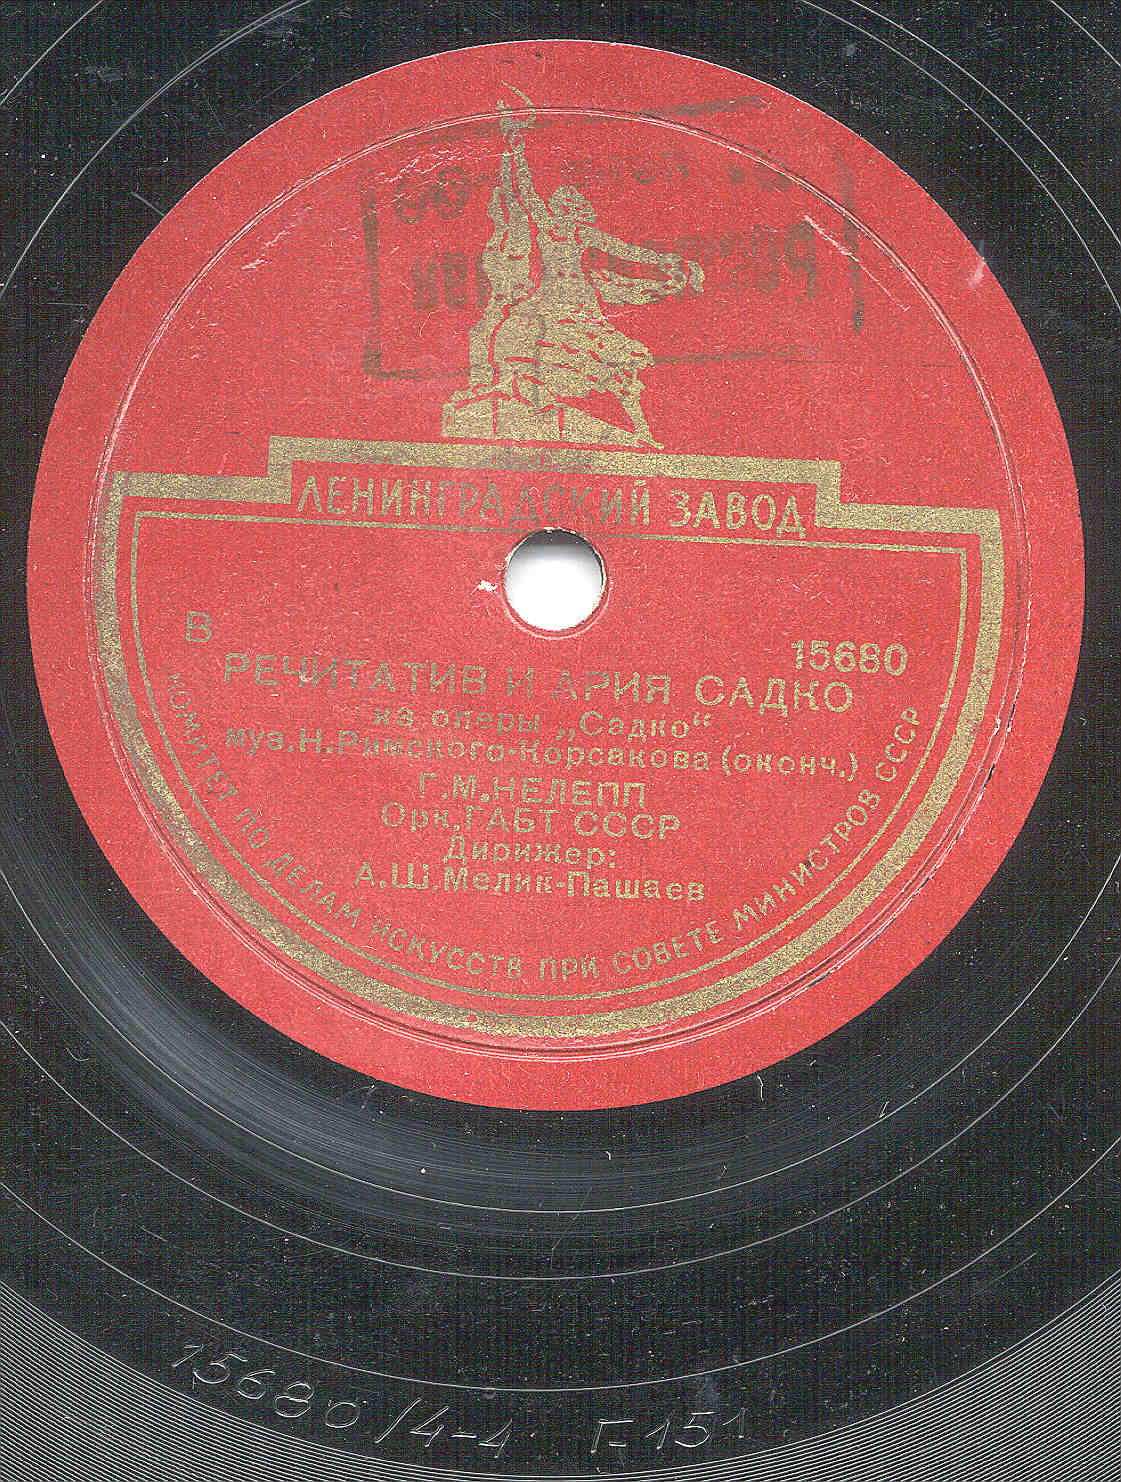 ЛЕНИНГРАДСКИЙ ЗАВОД
В
15680
РЕЧИТАТИВ И АРИЯ САДКО
из оперы „Садко“
муз.Н.Римского-Корсакова (оконч.)
Г.М.НЕЛЕПП
Орк.ГАБТ СССР
Дирижер:
А.Ш.Мелик-Пашаев
КОМИТЕТ ПО ДЕЛАМ ИСКУССТВ ПРИ СОВЕТЕ МИНИСТРОВ СССР
15680/4-1 Г-151